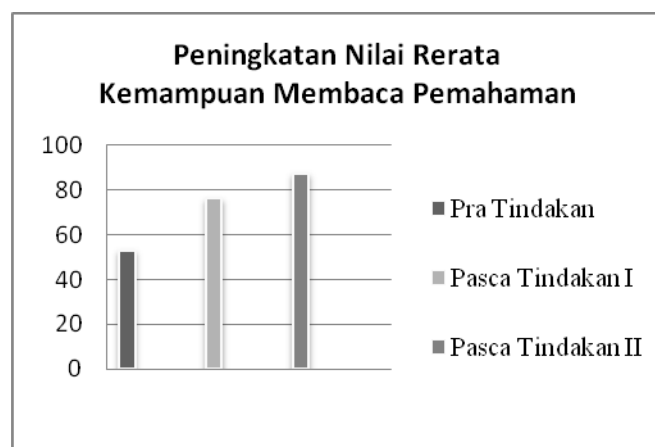 Peningkatan Nilai Rerata
Kemampuan Membaca Pemahaman
100
80
60
40
20
0
Pra Tindakan
Pasca Tindakan I
Pasca Tindakan II